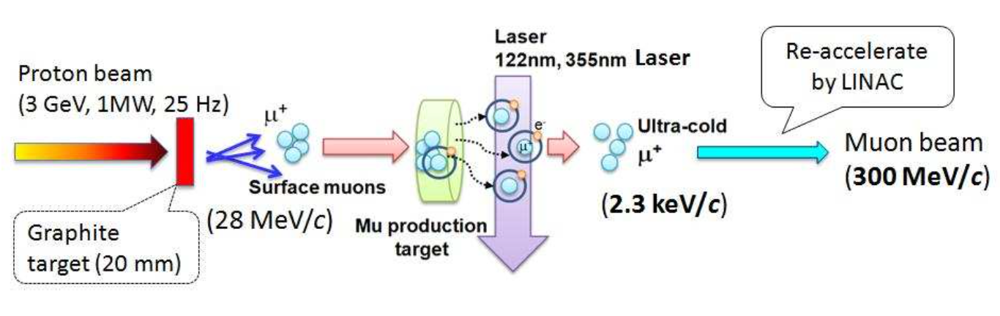 Proton beam
(3 GeV, 1MW, 25 Hz)
Graphite
target (20 mm)
μ⁺
Surface muons
(28 MeV/c)
Mu production
target
Laser
122nm, 355nm Laser
e⁻
μ⁺
Ultra-cold
μ⁺
(2.3 keV/c)
Re-accelerate
by LINAC
Muon beam
(300 MeV/c)